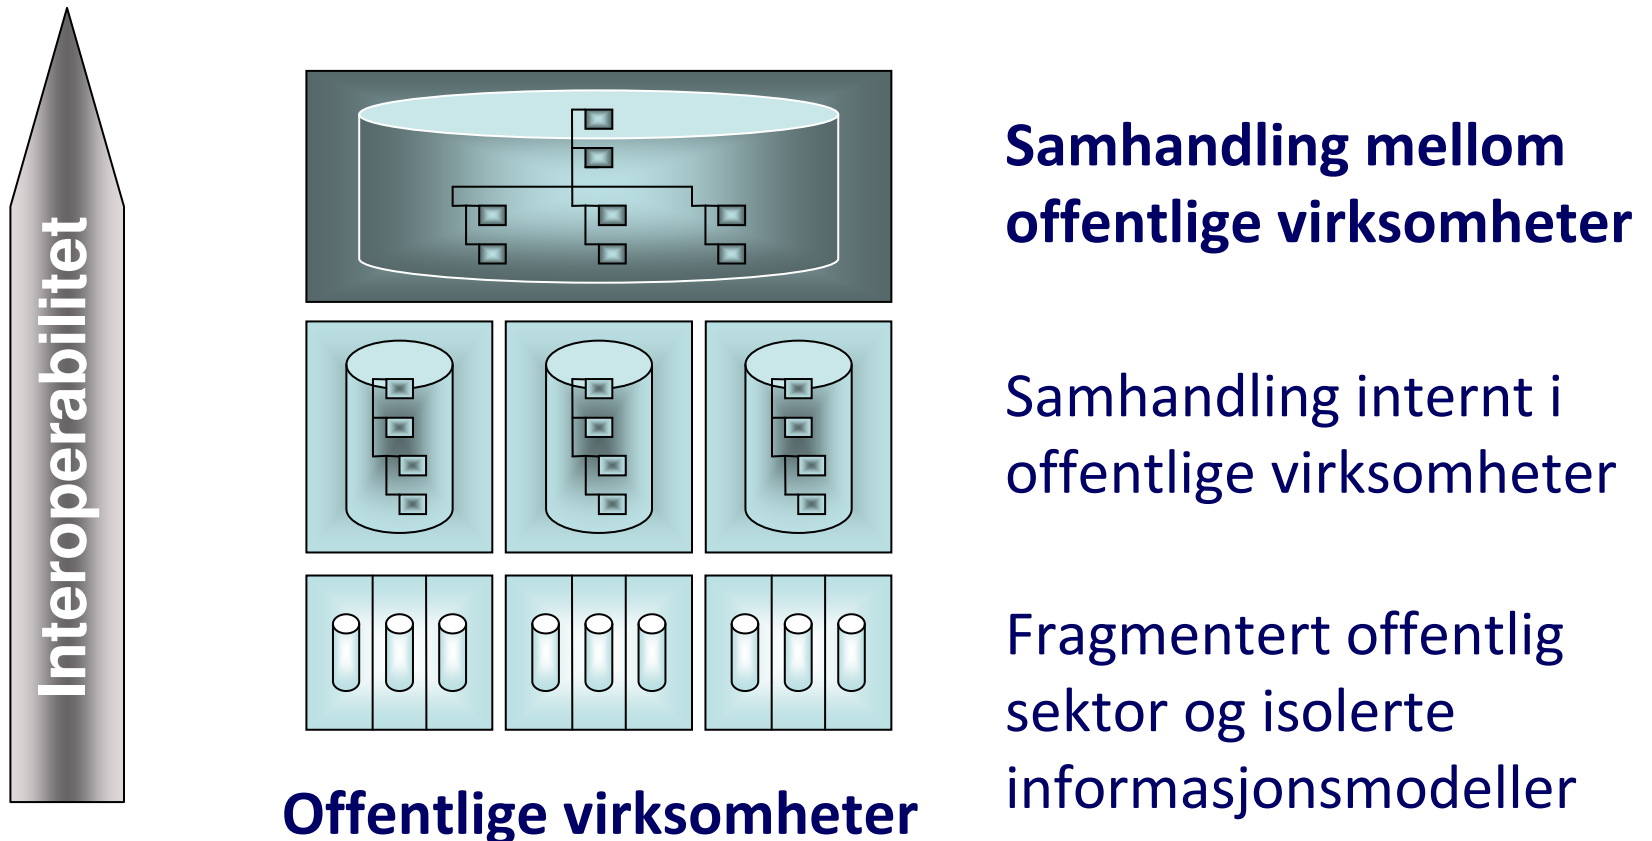 Interoperabilitet
Samhandling mellom
offentlige virksomheter
Samhandling internt i
offentlige virksomheter
Fragmentert offentlig
sektor og isolerte
informasjonsmodeller
Offentlige virksomheter